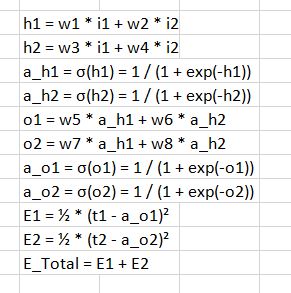 h1 = w1 * i1 + w2 * i2
h2 = w3 * i1 + w4 * i2
a_h1 = σ(h1) = 1 / (1 + exp(-h1))
a_h2 = σ(h2) = 1 / (1 + exp(-h2))
o1 = w5 * a_h1 + w6 * a_h2
o2 = w7 * a_h1 + w8 * a_h2
a_o1 = σ(o1) = 1 / (1 + exp(-o1))
a_o2 = σ(o2) = 1 / (1 + exp(-o2))
E1 = ½ * (t1 - a_o1)²
E2 = ½ * (t2 - a_o2)²
E_Total = E1 + E2